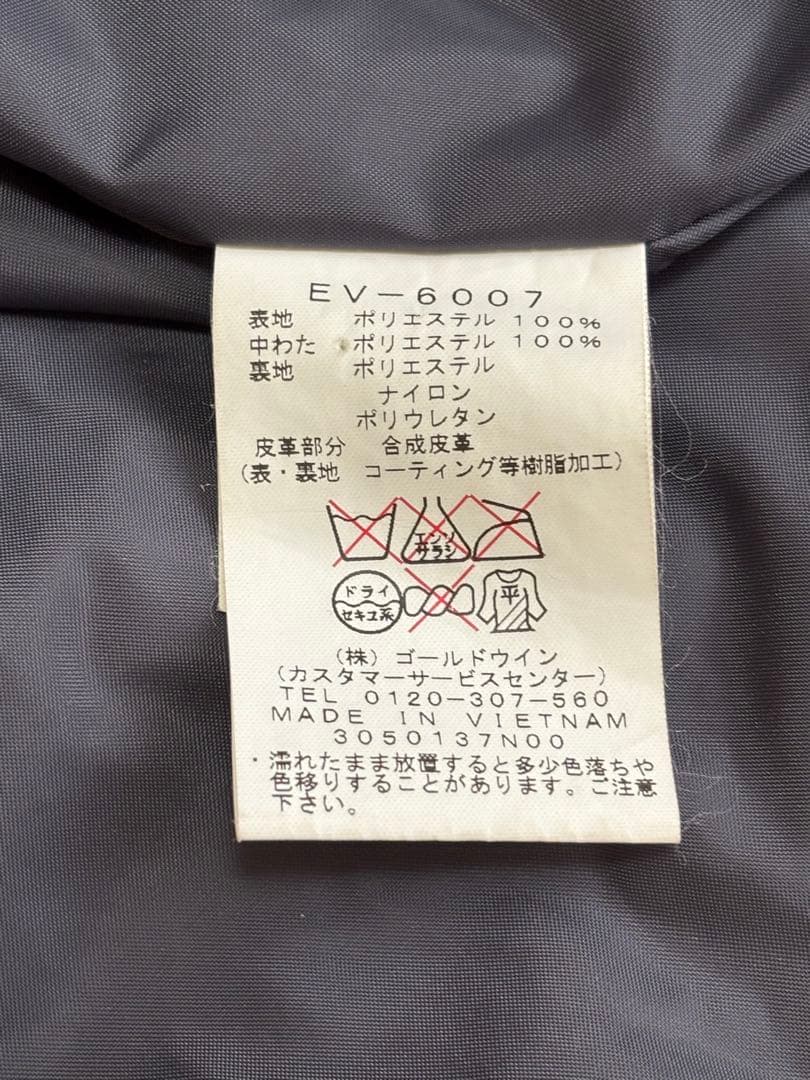 EV-6007
表地 ポリエステル 100%
中わた ポリエステル 100%
裏地 ポリエステル
ナイロン
ポリウレタン
皮革部分 合成皮革
(表・裏地 コーティング等樹脂加工)
エンソ
サラシ
ドライ
セキユ系
平
(株) ゴールドウイン
(カスタマーサービスセンター)
TEL 0120-307-560
MADE IN VIETNAM
3050137N00
・濡れたまま放置すると多少色落ちや
色移りすることがあります。ご注意
下さい。